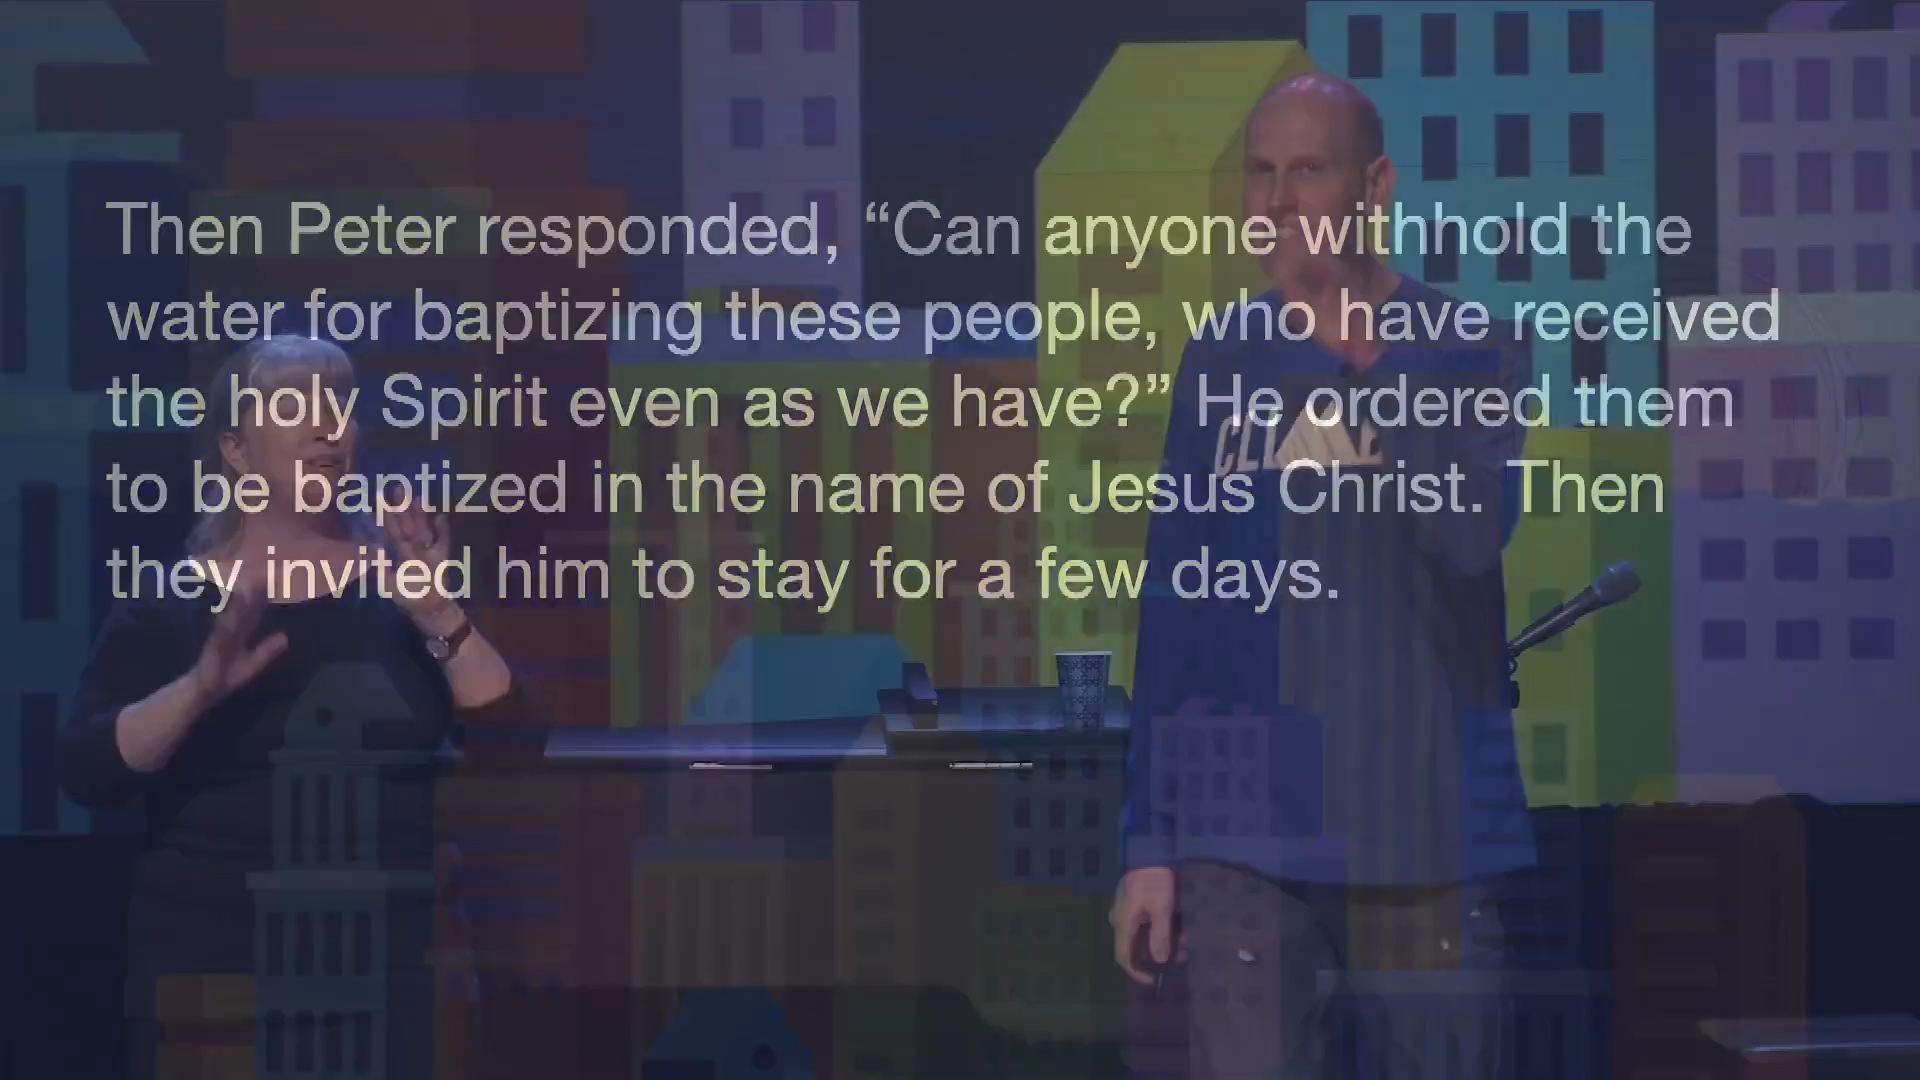 Then Peter responded, “Can anyone withhold the
water for baptizing these people, who have received
the holy Spirit even as we have?” He ordered them
to be baptized in the name of Jesus Christ. Then
they invited him to stay for a few days.